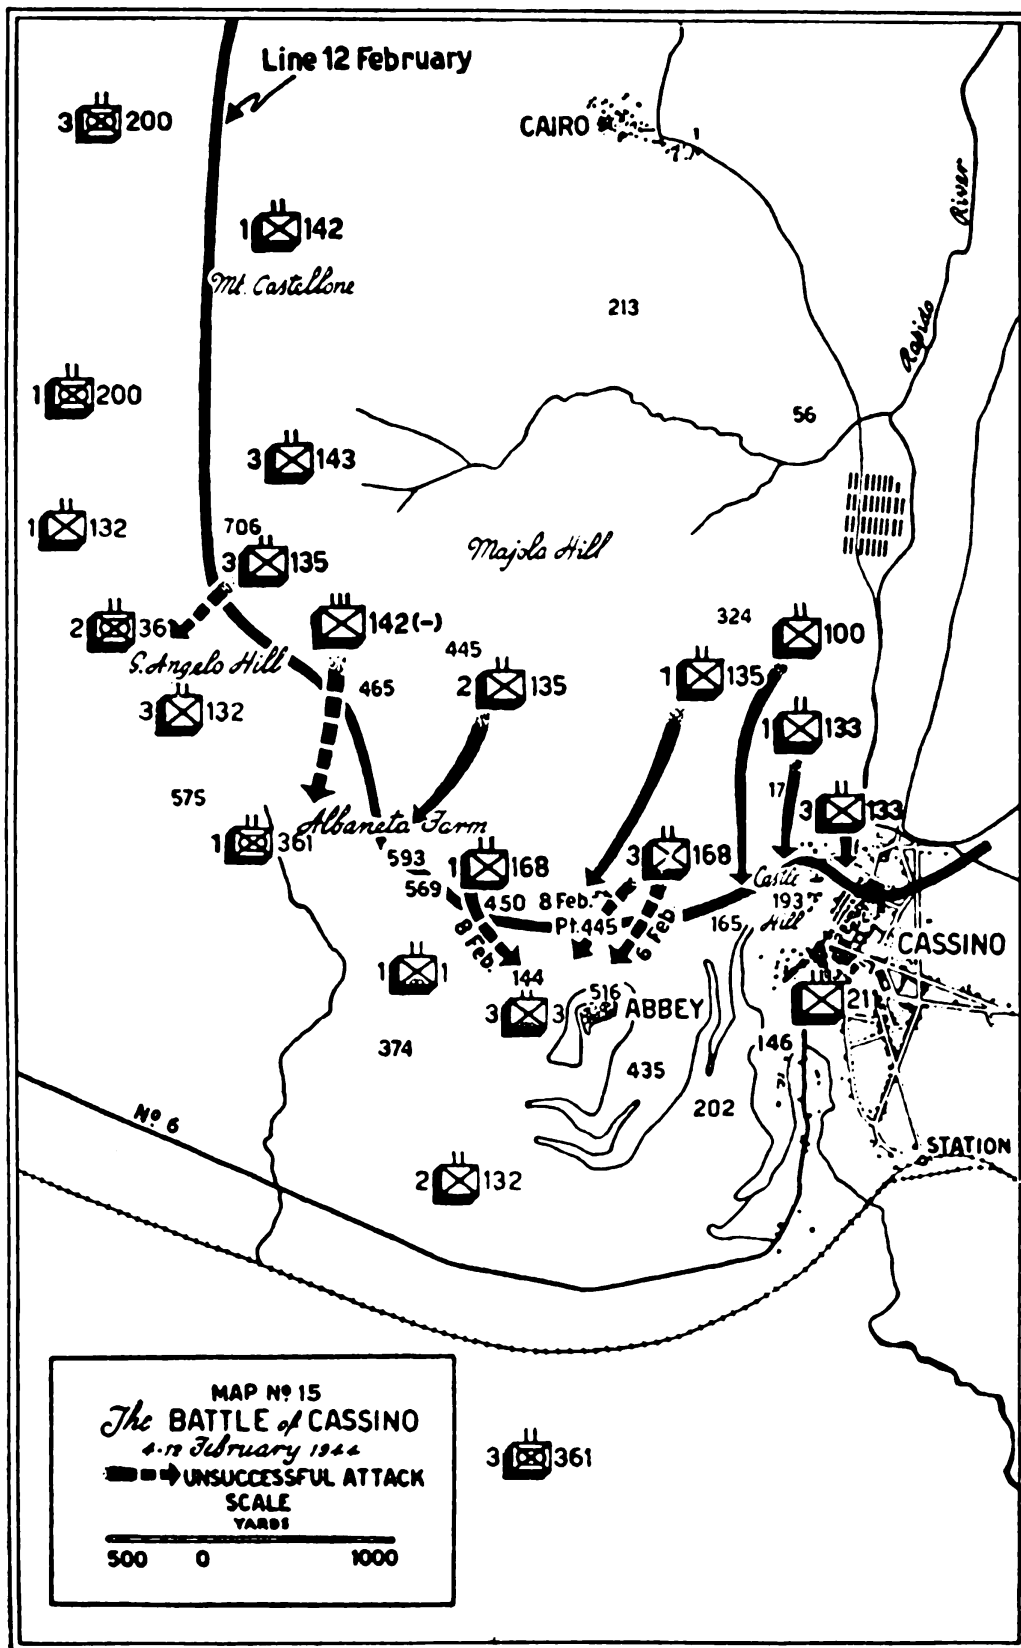 Line 12 February
3 200
CAIRO
River
1 142
Mt. Castellone
213
Rapido
1 200
56
3 143
1 132
706
Majola Hill
3 135
2 361
142(-)
324
100
S. Angelo Hill
445
465
2 135
1 135
3 132
1 133
575
17
3 133
Albaneta Farm
1 361
593
1 168
3 168
569
450
8 Feb.
Castle
193
Hill
Pt.445
165
8 Feb.
6 Feb
CASSINO
1 1
144
516
ABBEY
3 3
211
374
146
435
202
No 6
STATION
2 132
MAP No 15
The BATTLE of CASSINO
4-12 February 1944
UNSUCCESSFUL ATTACK
SCALE
YARDS
500 0 1000
3 361